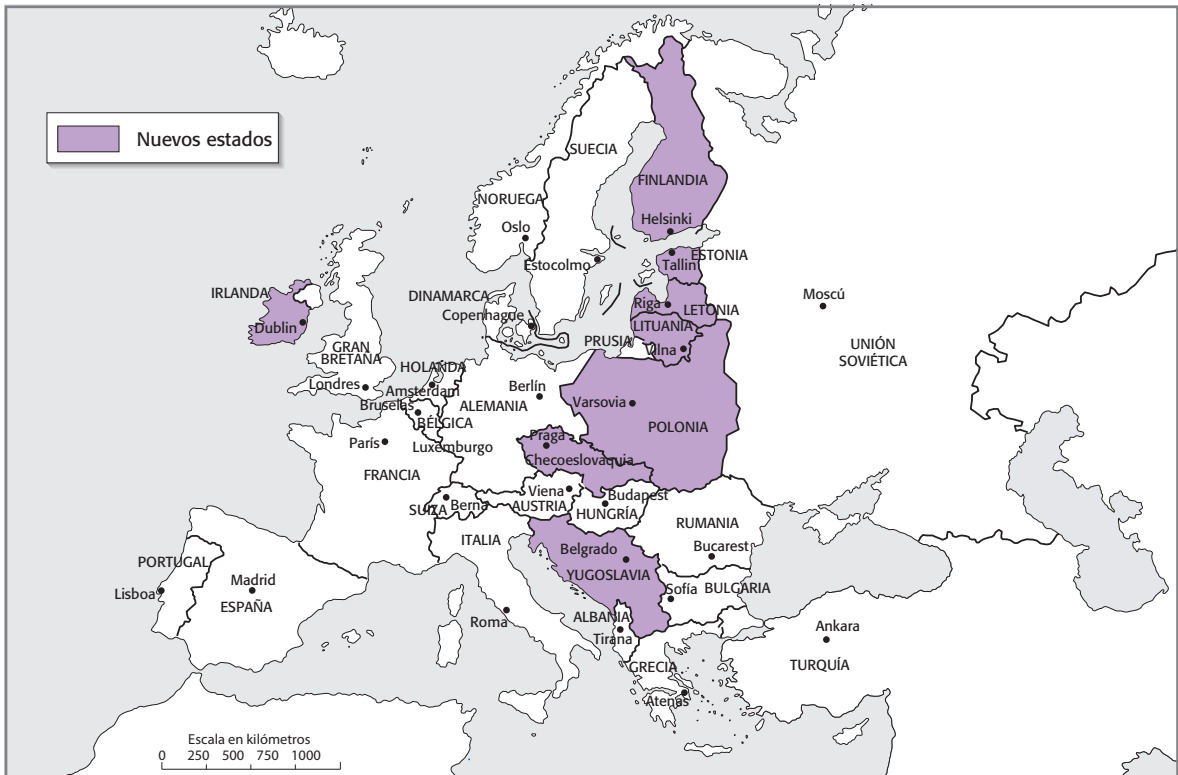 Nuevos estados
SUECIA
FINLANDIA
NORUEGA
Helsinki
Oslo
ESTONIA
Tallin
Estocolmo
IRLANDA
DINAMARCA
Moscú
Riga
LETONIA
Copenhague
Dublin
LITUANIA
PRUSIA
Vilna
UNIÓN
SOVIÉTICA
GRAN
BRETAÑA
HOLANDA
Londres
Amsterdam
Berlín
Bruselas
ALEMANIA
Varsovia
BÉLGICA
POLONIA
París
Praga
Luxemburgo
Checoeslovaquia
FRANCIA
Viena
Budapest
SUIZA
Berna
AUSTRIA
HUNGRÍA
RUMANIA
ITALIA
Belgrado
Bucarest
PORTUGAL
YUGOSLAVIA
Madrid
Sofía
BULGARIA
Lisboa
ESPAÑA
Roma
ALBANIA
Tirana
Ankara
GRECIA
TURQUÍA
Atenas
Escala en kilómetros
0 250 500 750 1000